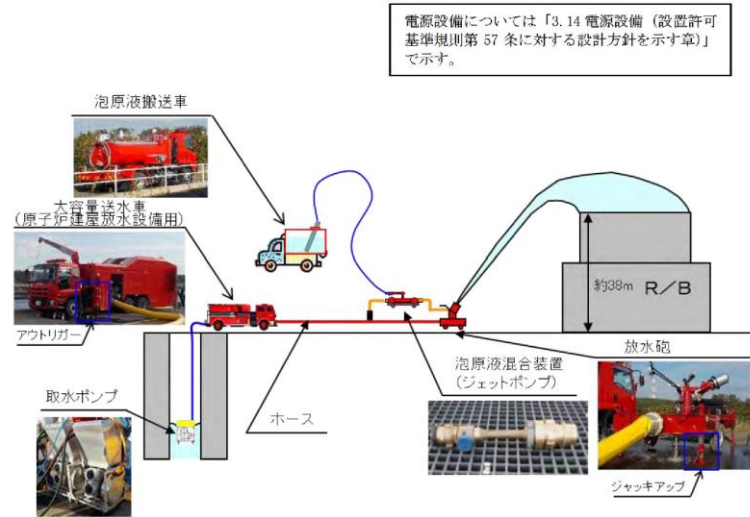 電源設備については「3.14 電源設備（設置許可
基準規則第 57 条に対する設計方針を示す章）」
で示す。
泡原液搬送車
大容量送水車
(原子炉建屋放水設備用)
アウトリガー
約38m R/B
放水砲
泡原液混合装置
(ジェットポンプ)
取水ポンプ
ホース
ジャッキアップ